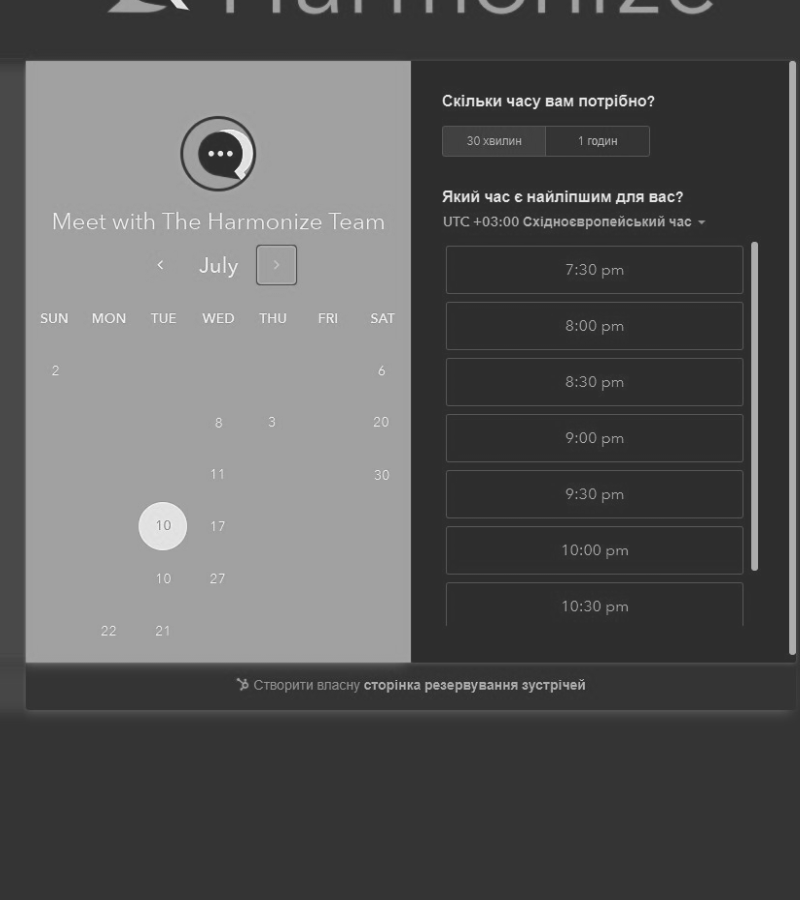 Harmonize
Meet with The Harmonize Team
July
SUN MON TUE WED THU FRI SAT
2 6
8 3 20
11 30
10 17
10 27
22 21
Скільки часу вам потрібно?
30 хвилин 1 годин
Який час є найліпшим для вас?
UTC +03:00 Східноєвропейський час
7:30 pm
8:00 pm
8:30 pm
9:00 pm
9:30 pm
10:00 pm
10:30 pm
Створити власну сторінка резервування зустрічей